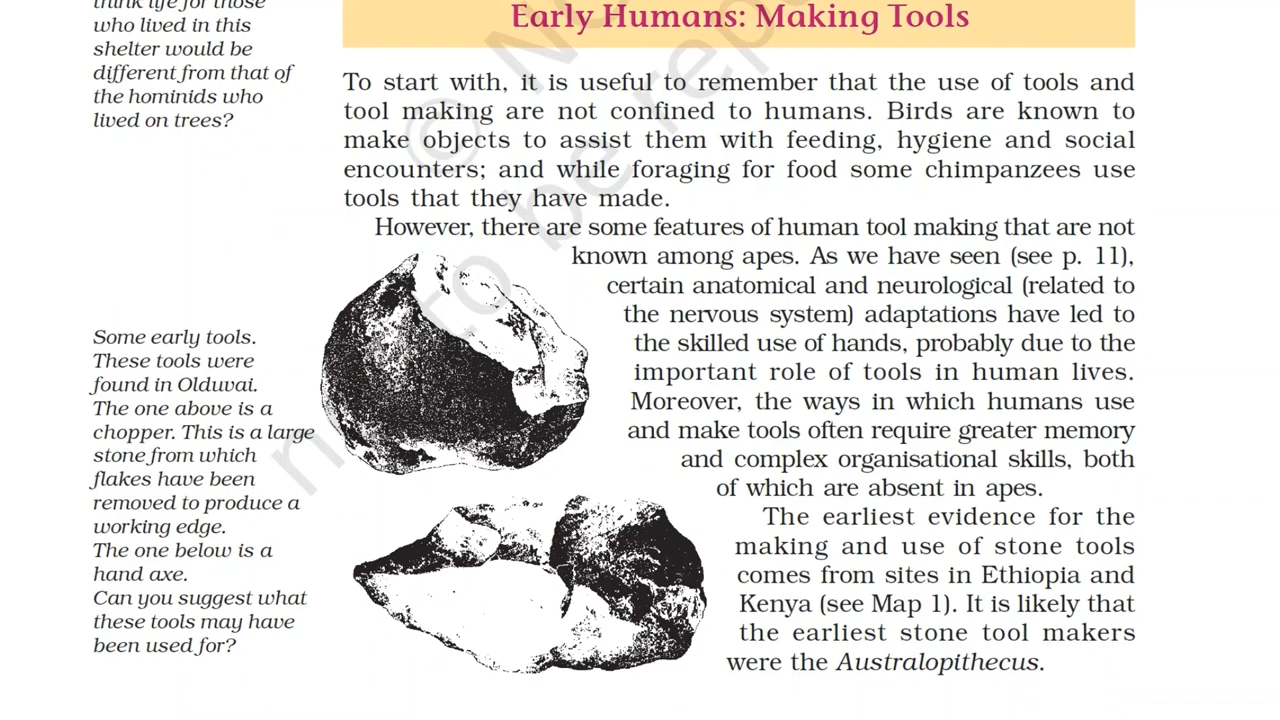 think life for those
who lived in this
shelter would be
different from that of
the hominids who
lived on trees?
Early Humans: Making Tools
To start with, it is useful to remember that the use of tools and
tool making are not confined to humans. Birds are known to
make objects to assist them with feeding, hygiene and social
encounters; and while foraging for food some chimpanzees use
tools that they have made.
However, there are some features of human tool making that are not
known among apes. As we have seen (see p. 11),
certain anatomical and neurological (related to
the nervous system) adaptations have led to
the skilled use of hands, probably due to the
important role of tools in human lives.
Moreover, the ways in which humans use
and make tools often require greater memory
and complex organisational skills, both
of which are absent in apes.
The earliest evidence for the
making and use of stone tools
comes from sites in Ethiopia and
Kenya (see Map 1). It is likely that
the earliest stone tool makers
were the Australopithecus.
Some early tools.
These tools were
found in Olduvai.
The one above is a
chopper. This is a large
stone from which
flakes have been
removed to produce a
working edge.
The one below is a
hand axe.
Can you suggest what
these tools may have
been used for?
©
not to be